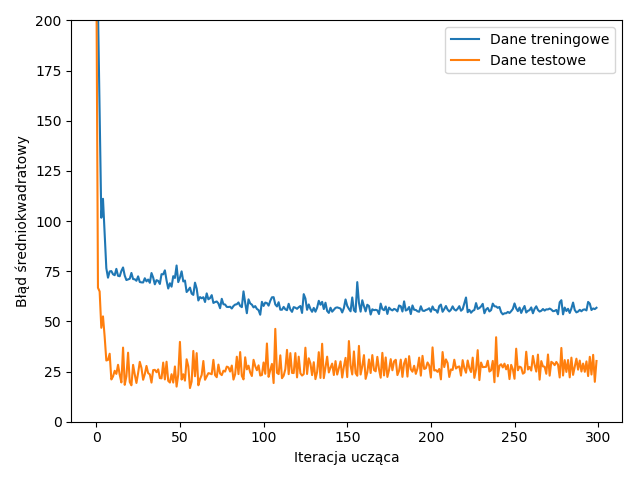 200
175
150
125
100
75
50
25
0
Błąd średniokwadratowy
Dane treningowe
Dane testowe
0 50 100 150 200 250 300
Iteracja ucząca